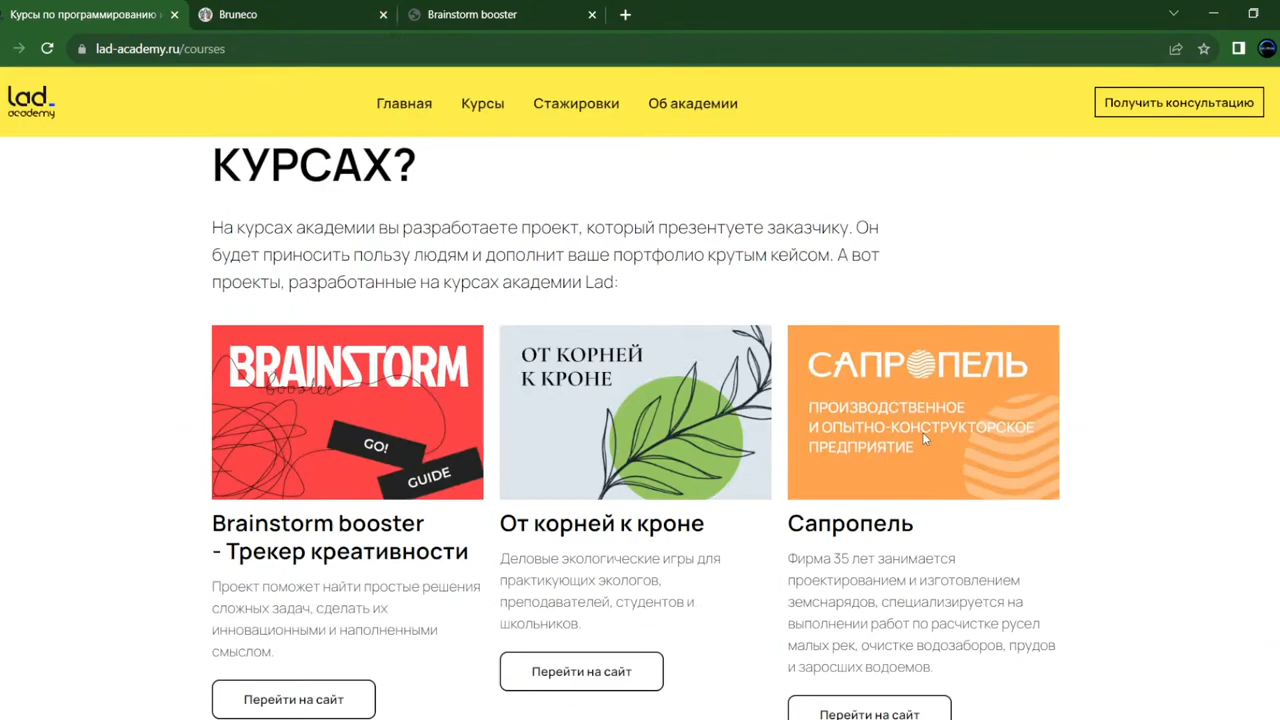 Курсы по программированию
Bruneco
Brainstorm booster
lad-academy.ru/courses
lad_
academy
Главная
Курсы
Стажировки
Об академии
Получить консультацию
КУРСАХ?
На курсах академии вы разработаете проект, который презентуете заказчику. Он
будет приносить пользу людям и дополнит ваше портфолио крутым кейсом. А вот
проекты, разработанные на курсах академии Lad:
BRAINSTORM
booster
GO!
GUIDE
Brainstorm booster
- Трекер креативности
Проект поможет найти простые решения
сложных задач, сделать их
инновационными и наполненными
смыслом.
Перейти на сайт
ОТ КОРНЕЙ
К КРОНЕ
От корней к кроне
Деловые экологические игры для
практикующих экологов,
преподавателей, студентов и
школьников.
Перейти на сайт
САПРОПЕЛЬ
ПРОИЗВОДСТВЕННОЕ
И ОПЫТНО-КОНСТРУКТОРСКОЕ
ПРЕДПРИЯТИЕ
Сапропель
Фирма 35 лет занимается
проектированием и изготовлением
земснарядов, специализируется на
выполнении работ по расчистке русел
малых рек, очистке водозаборов, прудов
и заросших водоемов.
Перейти на сайт